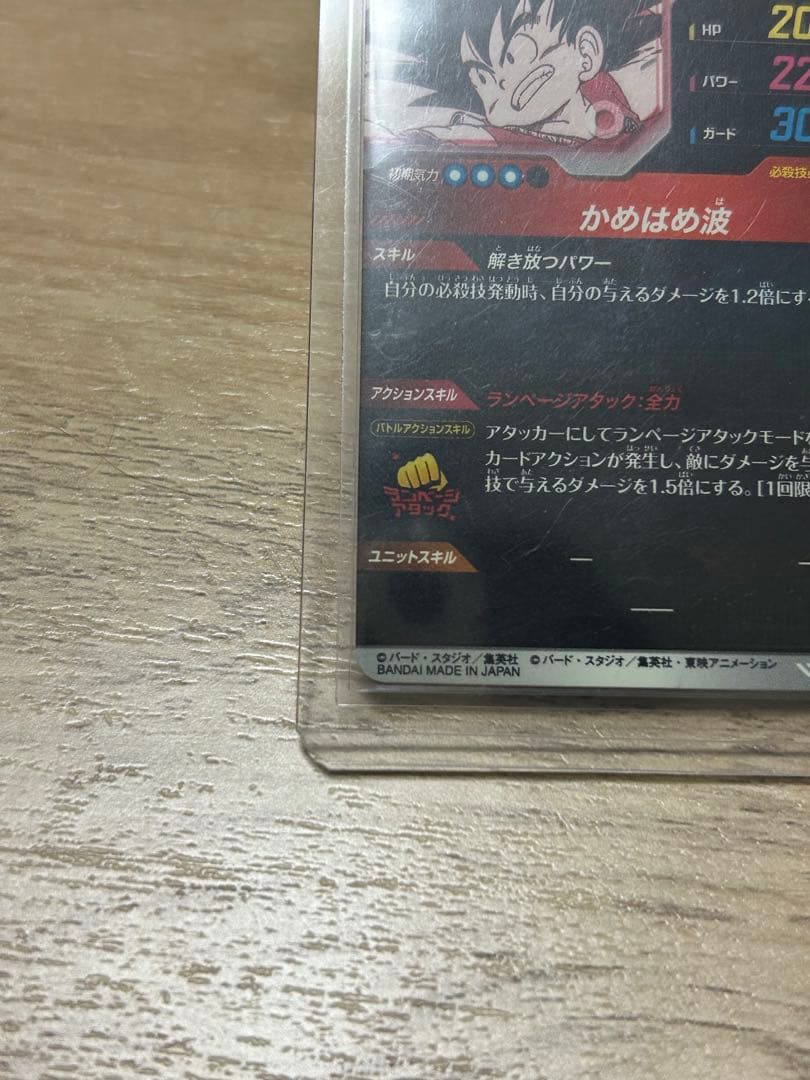 HP 20
パワー 22
ガード 30
初期気力
必殺技
かめはめ波
スキル
解き放つパワー
自分の必殺技発動時、自分の与えるダメージを1.2倍にす
アクションスキル
ランページアタック:全力
バトルアクションスキル
アタッカーにしてランページアタックモードな
カードアクションが発生し、敵にダメージを与
技で与えるダメージを1.5倍にする。[1回限
ランページ
アタック
ユニットスキル
©バード・スタジオ／集英社 ©バード・スタジオ／集英社・東映アニメーション
BANDAI MADE IN JAPAN